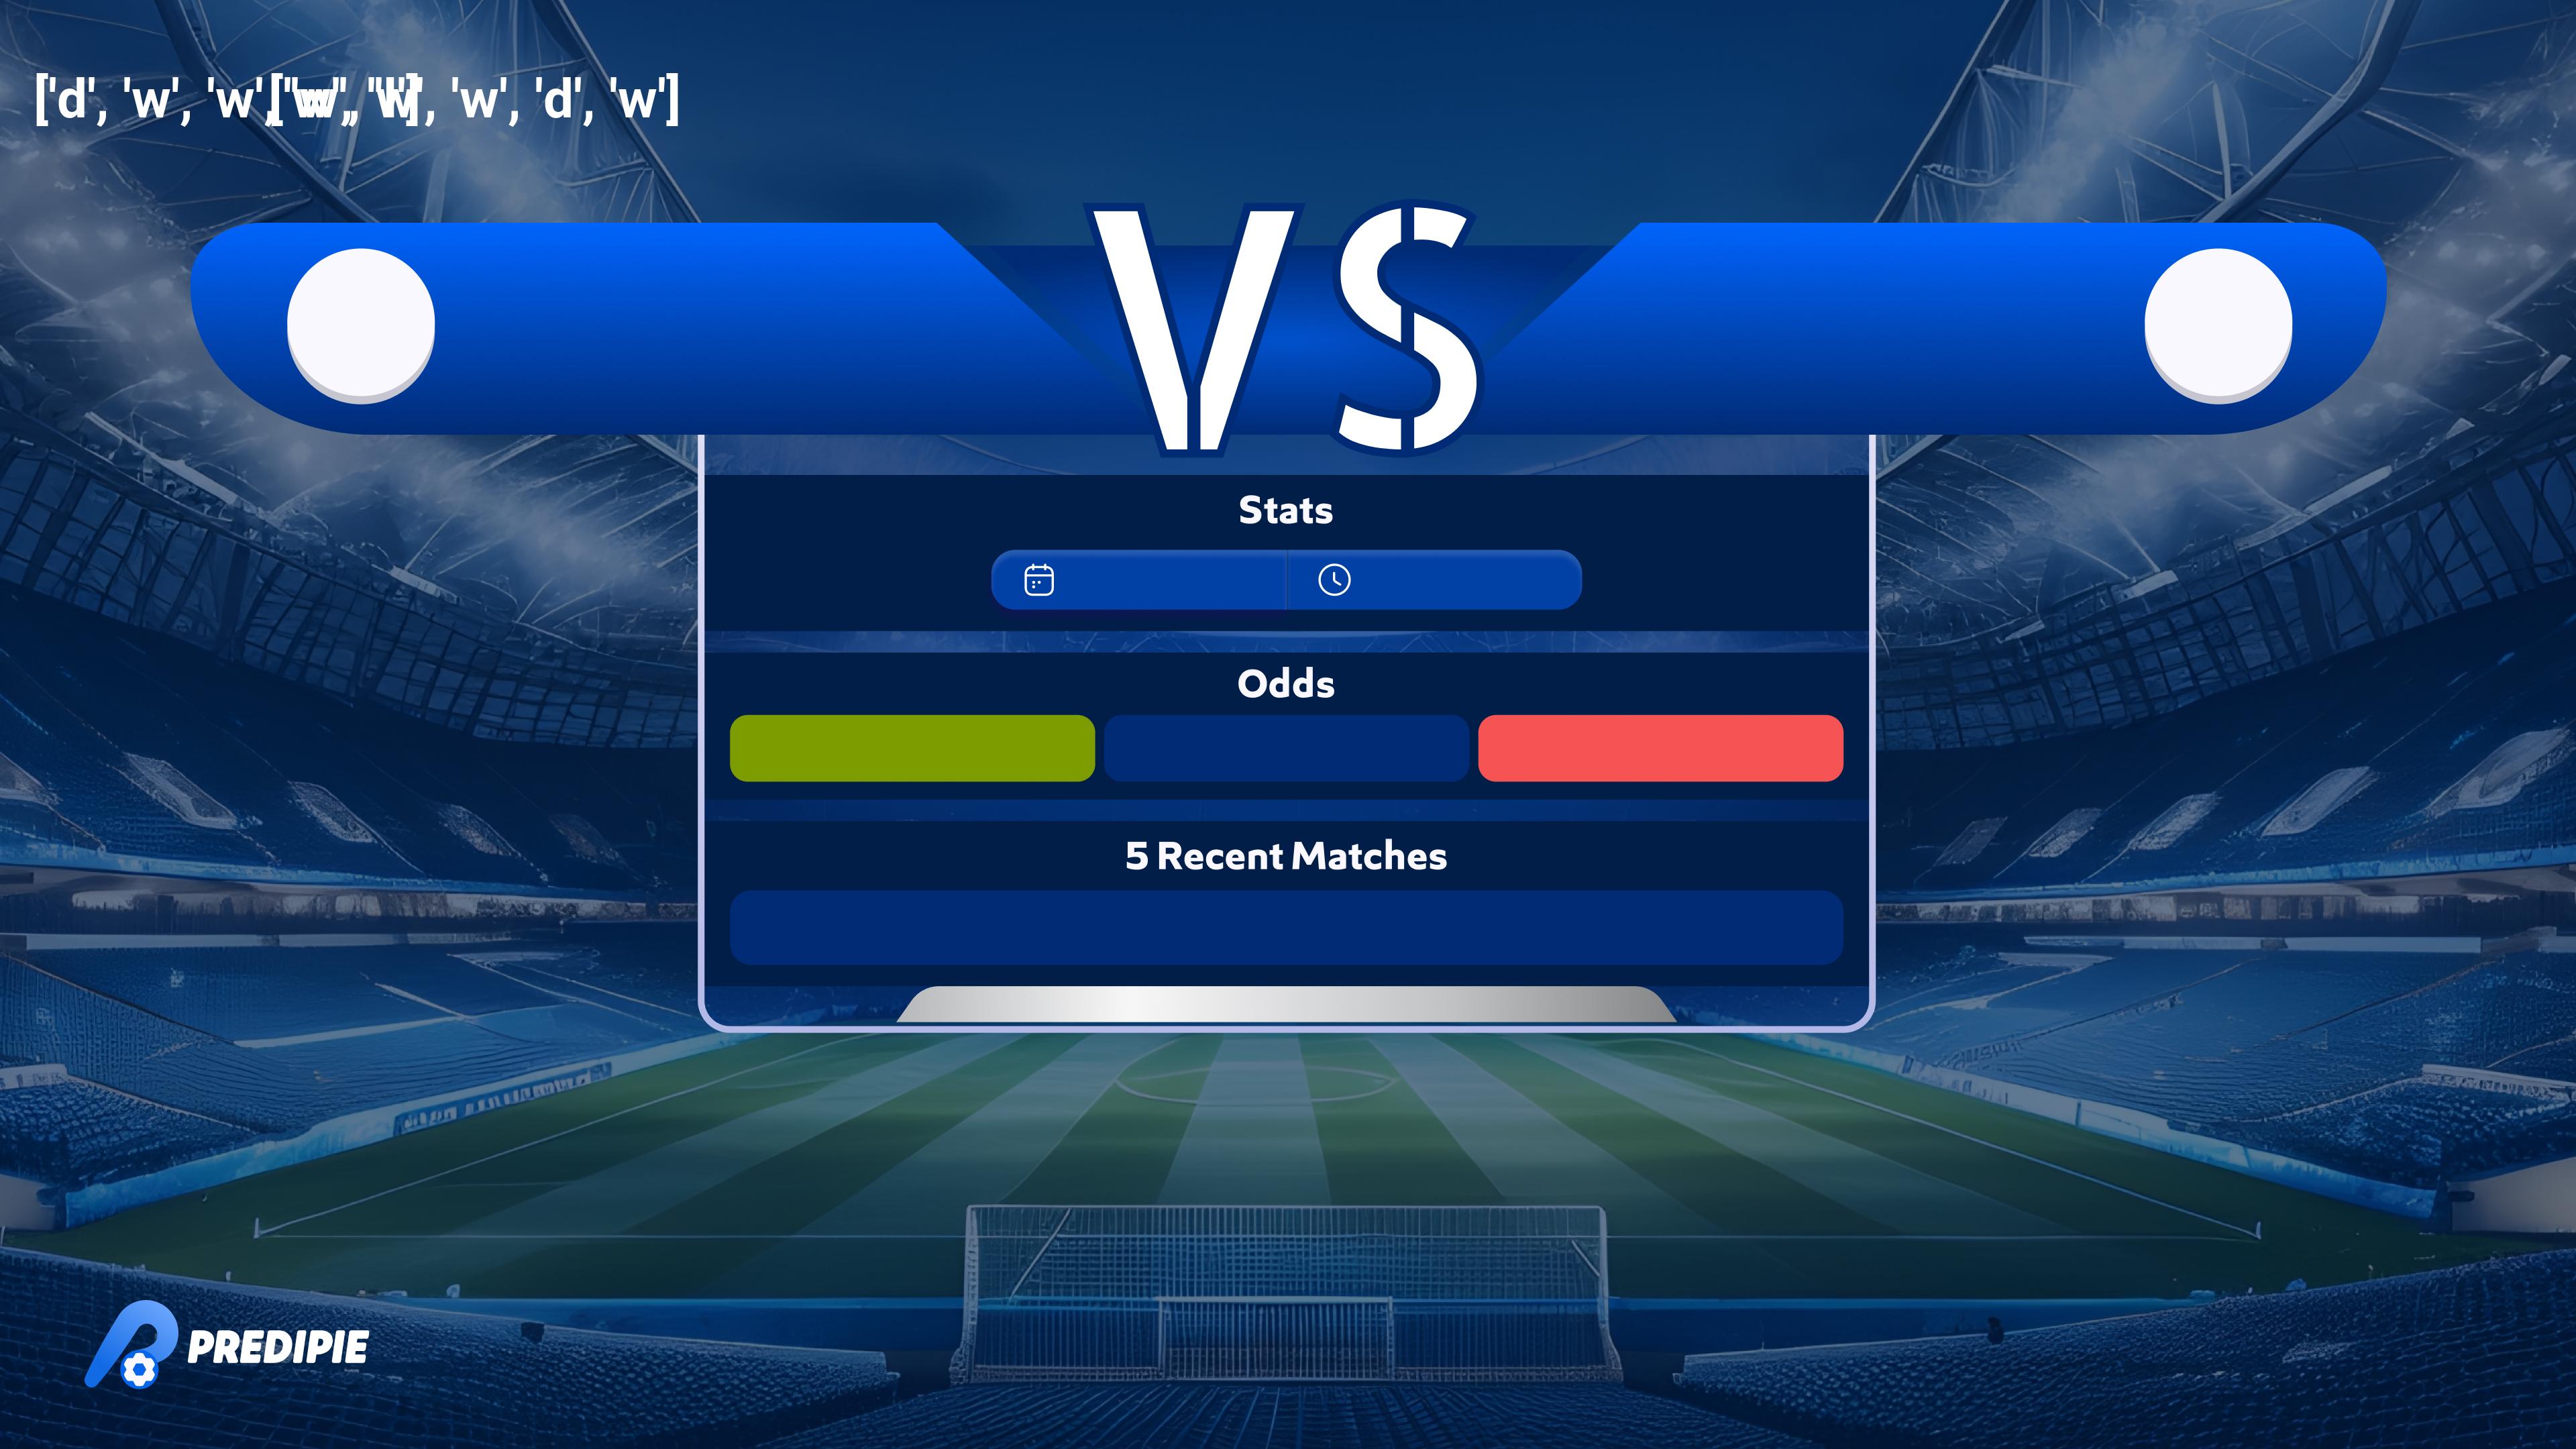 ['d', 'w', 'w', 'w', 'd', 'w']
VS
Stats
Odds
5 Recent Matches
PREDIPIE